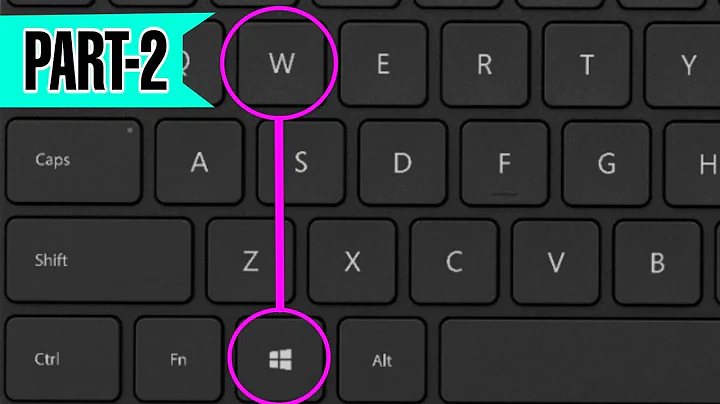 PART-2
Q W E R T Y
Caps A S D F G H
Shift Z X C V B
Ctrl Fn Alt